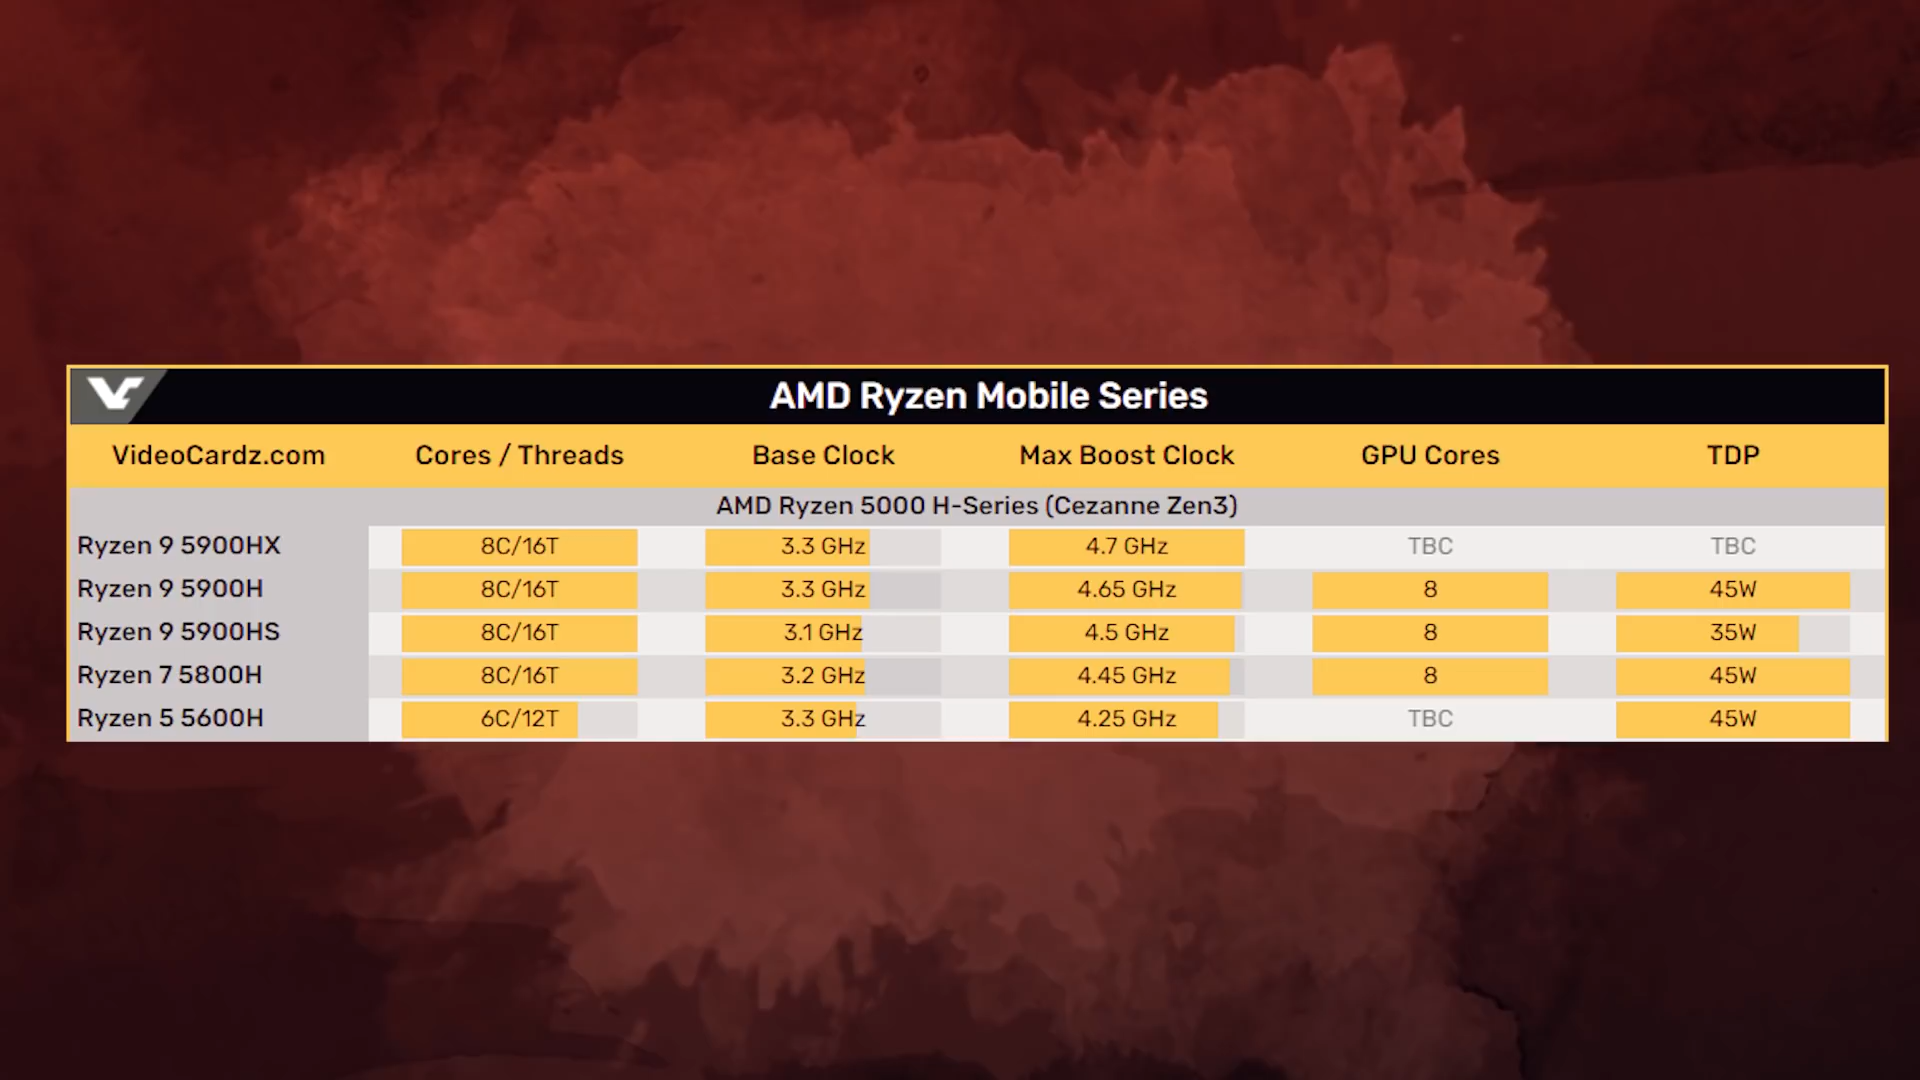 AMD Ryzen Mobile Series
VideoCardz.com Cores / Threads Base Clock Max Boost Clock GPU Cores TDP
AMD Ryzen 5000 H-Series (Cezanne Zen3)
Ryzen 9 5900HX 8C/16T 3.3 GHz 4.7 GHz TBC TBC
Ryzen 9 5900H 8C/16T 3.3 GHz 4.65 GHz 8 45W
Ryzen 9 5900HS 8C/16T 3.1 GHz 4.5 GHz 8 35W
Ryzen 7 5800H 8C/16T 3.2 GHz 4.45 GHz 8 45W
Ryzen 5 5600H 6C/12T 3.3 GHz 4.25 GHz TBC 45W